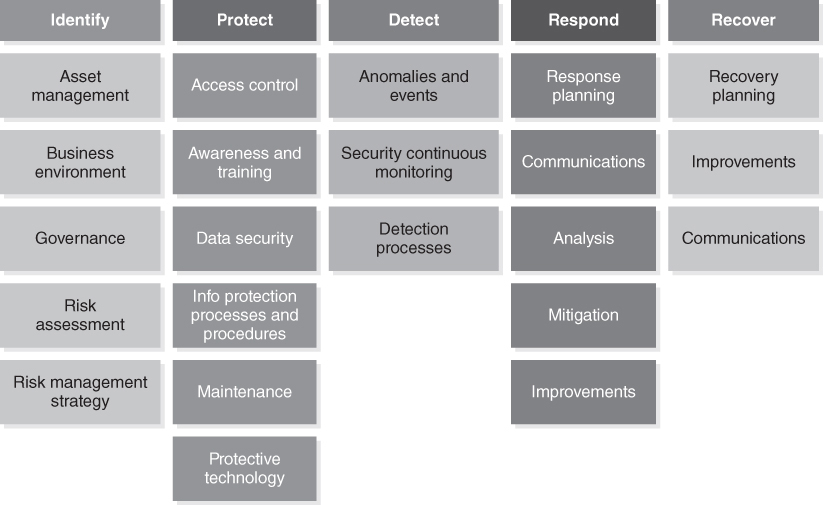 Identify
Asset
management
Business
environment
Governance
Risk
assessment
Risk management
strategy
Protect
Access control
Awareness and
training
Data security
Info protection
processes and
procedures
Maintenance
Protective
technology
Detect
Anomalies and
events
Security continuous
monitoring
Detection
processes
Respond
Response
planning
Communications
Analysis
Mitigation
Improvements
Recover
Recovery
planning
Improvements
Communications